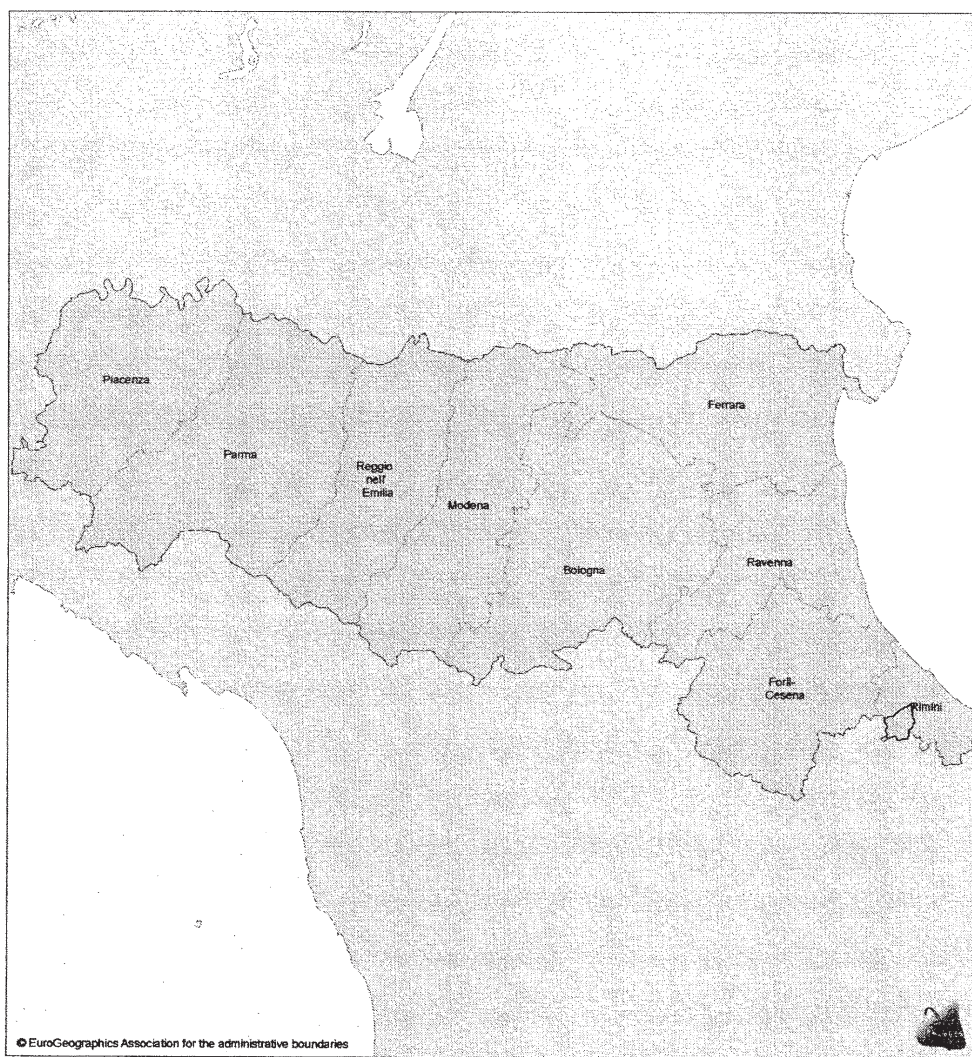 Piacenza
Ferrara
Parma
Reggio
nell'
Emilia
Modena
Bologna
Ravenna
Forlì-
Cesena
Rimini
© EuroGeographics Association for the administrative boundaries